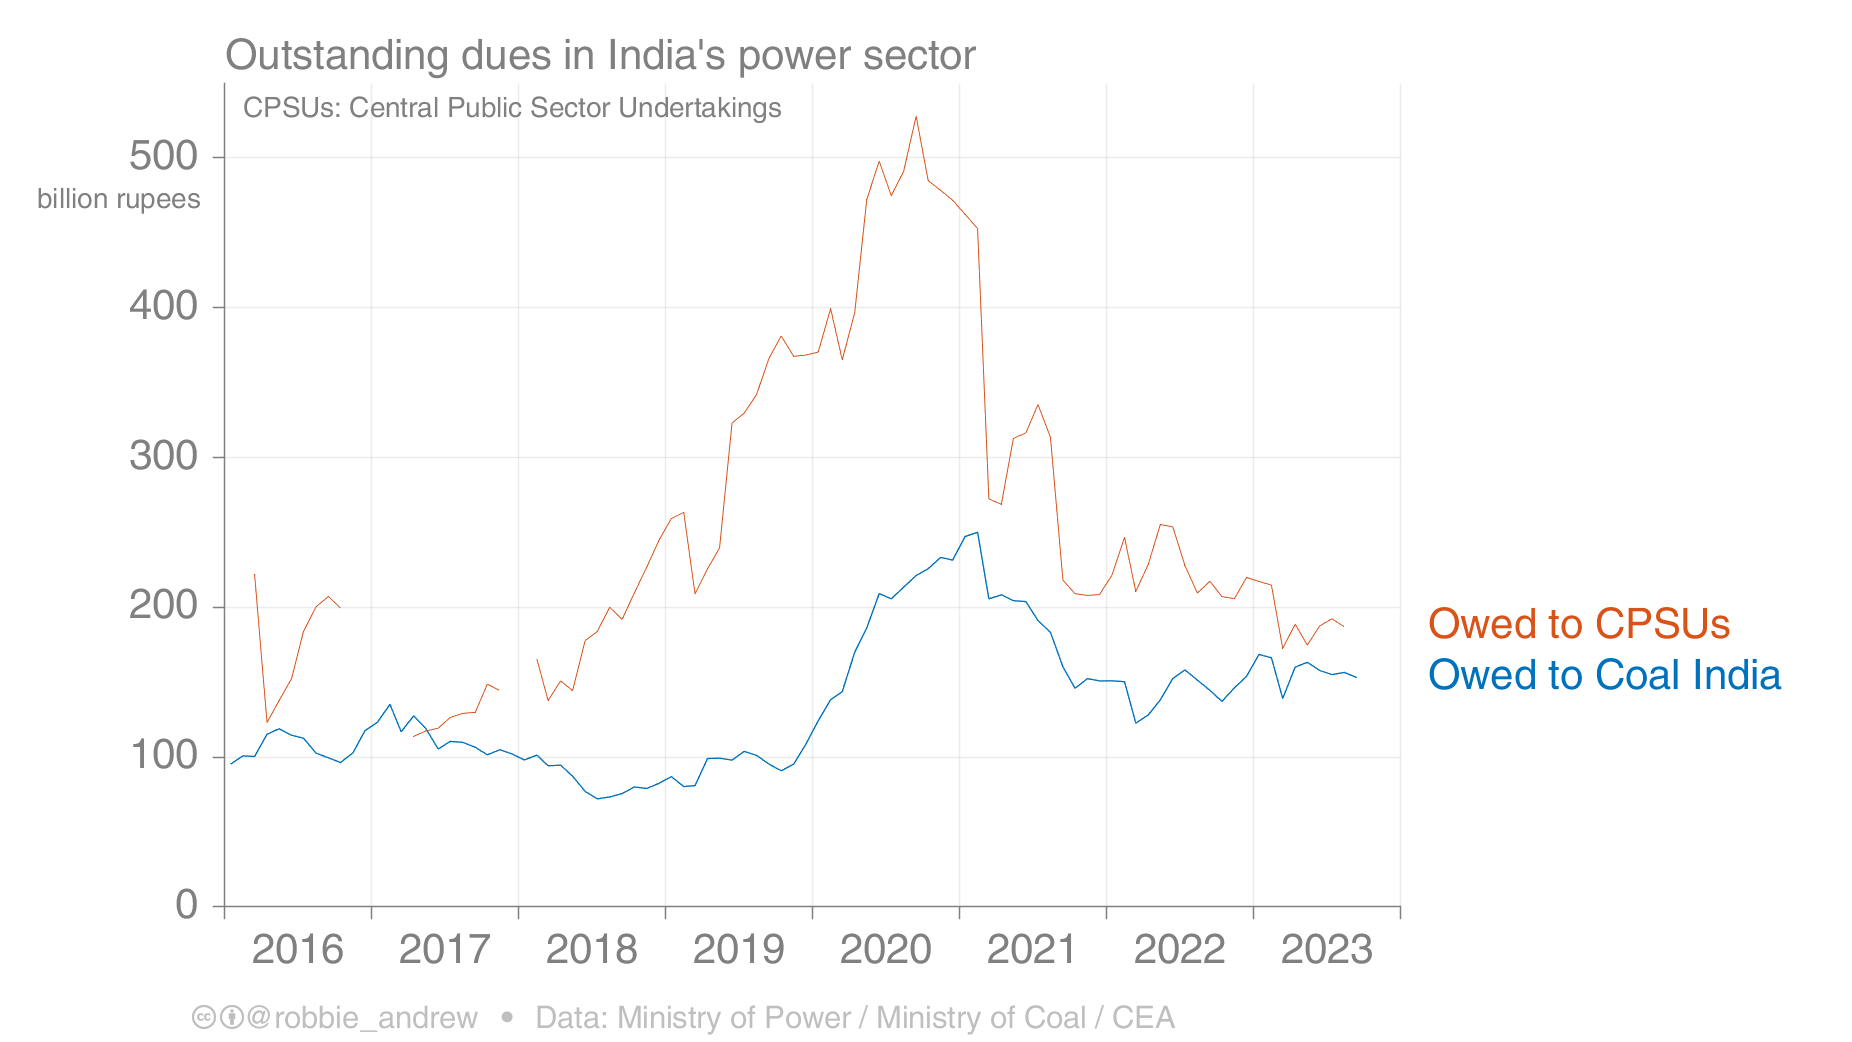 Outstanding dues in India's power sector
CPSUs: Central Public Sector Undertakings
500
billion rupees
400
300
200
100
0
Owed to CPSUs
Owed to Coal India
2016 2017 2018 2019 2020 2021 2022 2023
@robbie_andrew • Data: Ministry of Power / Ministry of Coal / CEA